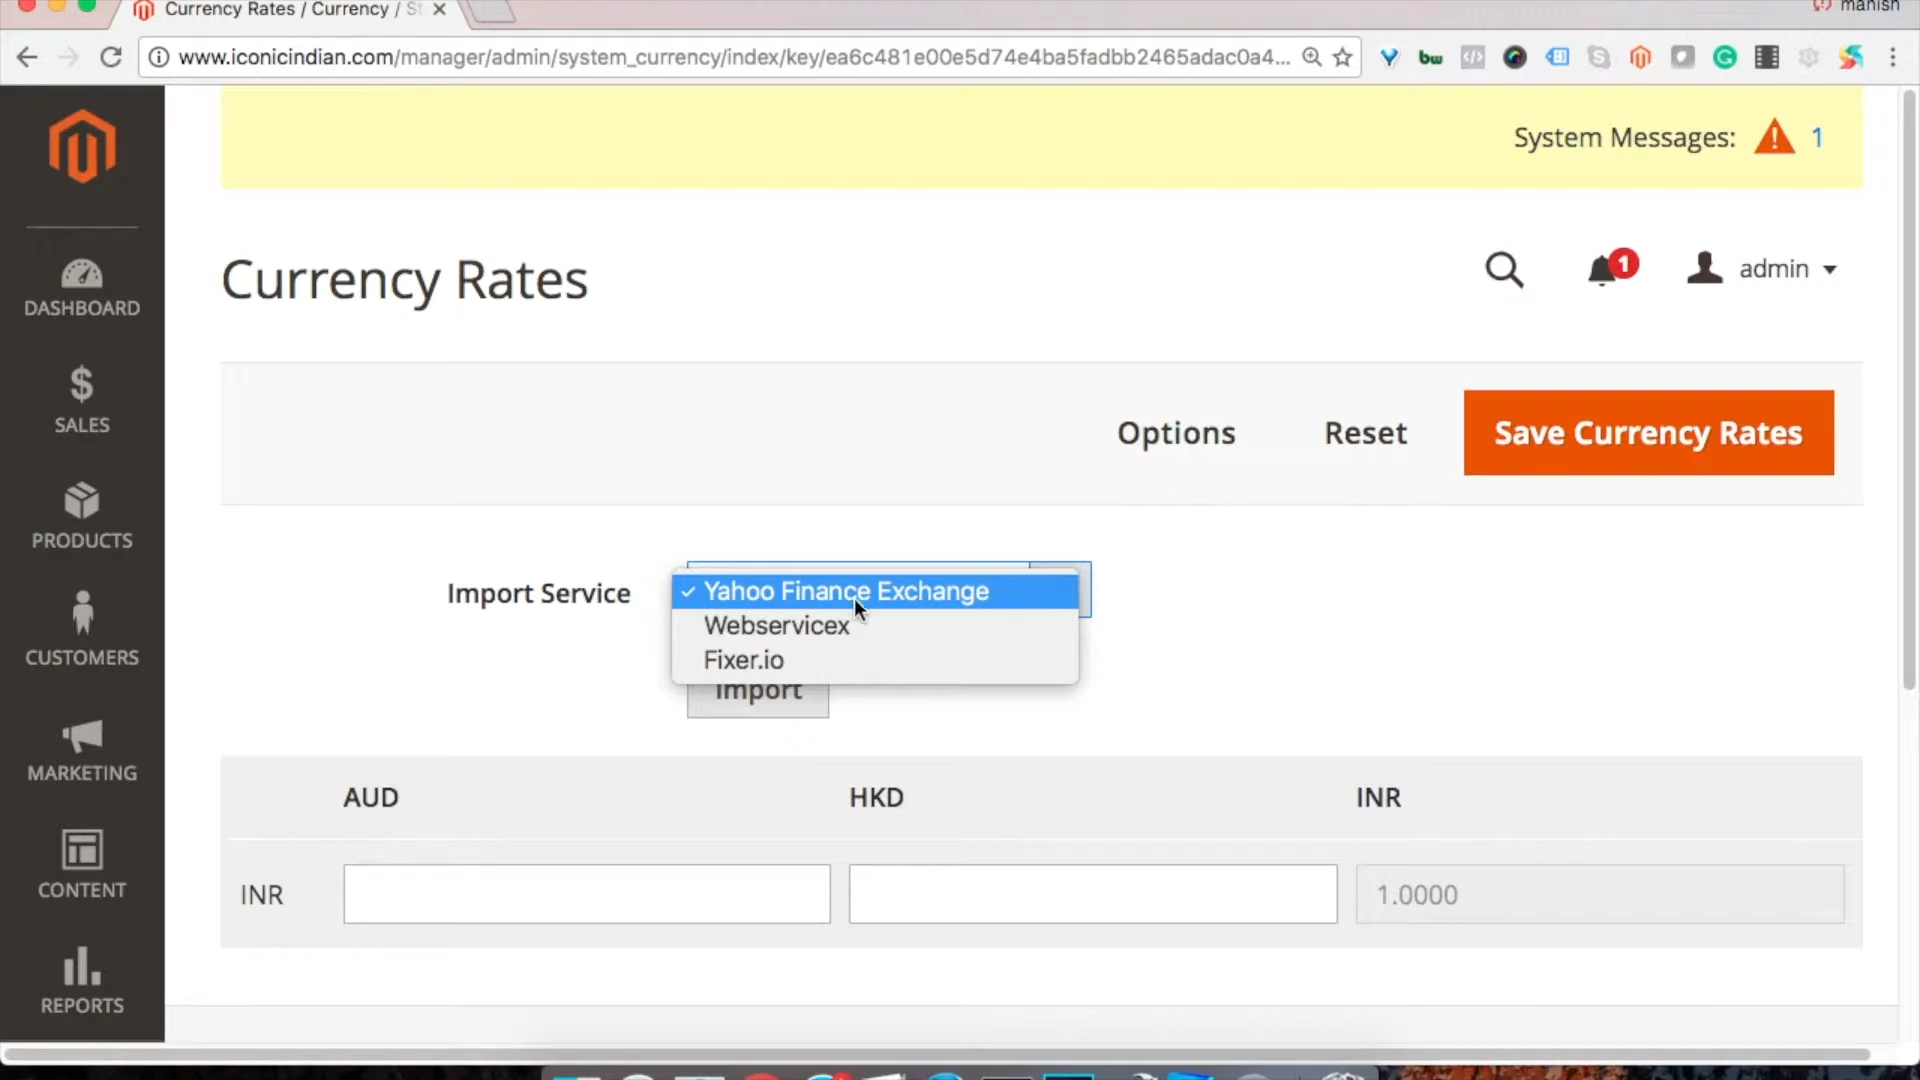 Currency Rates / Currency / St
manish
www.iconicindian.com/manager/admin/system_currency/index/key/ea6c481e00e5d74e4ba5fadbb2465adac0a4...
bw
System Messages: 1
Currency Rates
1
admin
DASHBOARD
SALES
PRODUCTS
CUSTOMERS
MARKETING
CONTENT
REPORTS
Options
Reset
Save Currency Rates
Import Service
✓ Yahoo Finance Exchange
Webservicex
Fixer.io
Import
AUD
HKD
INR
INR
1.0000